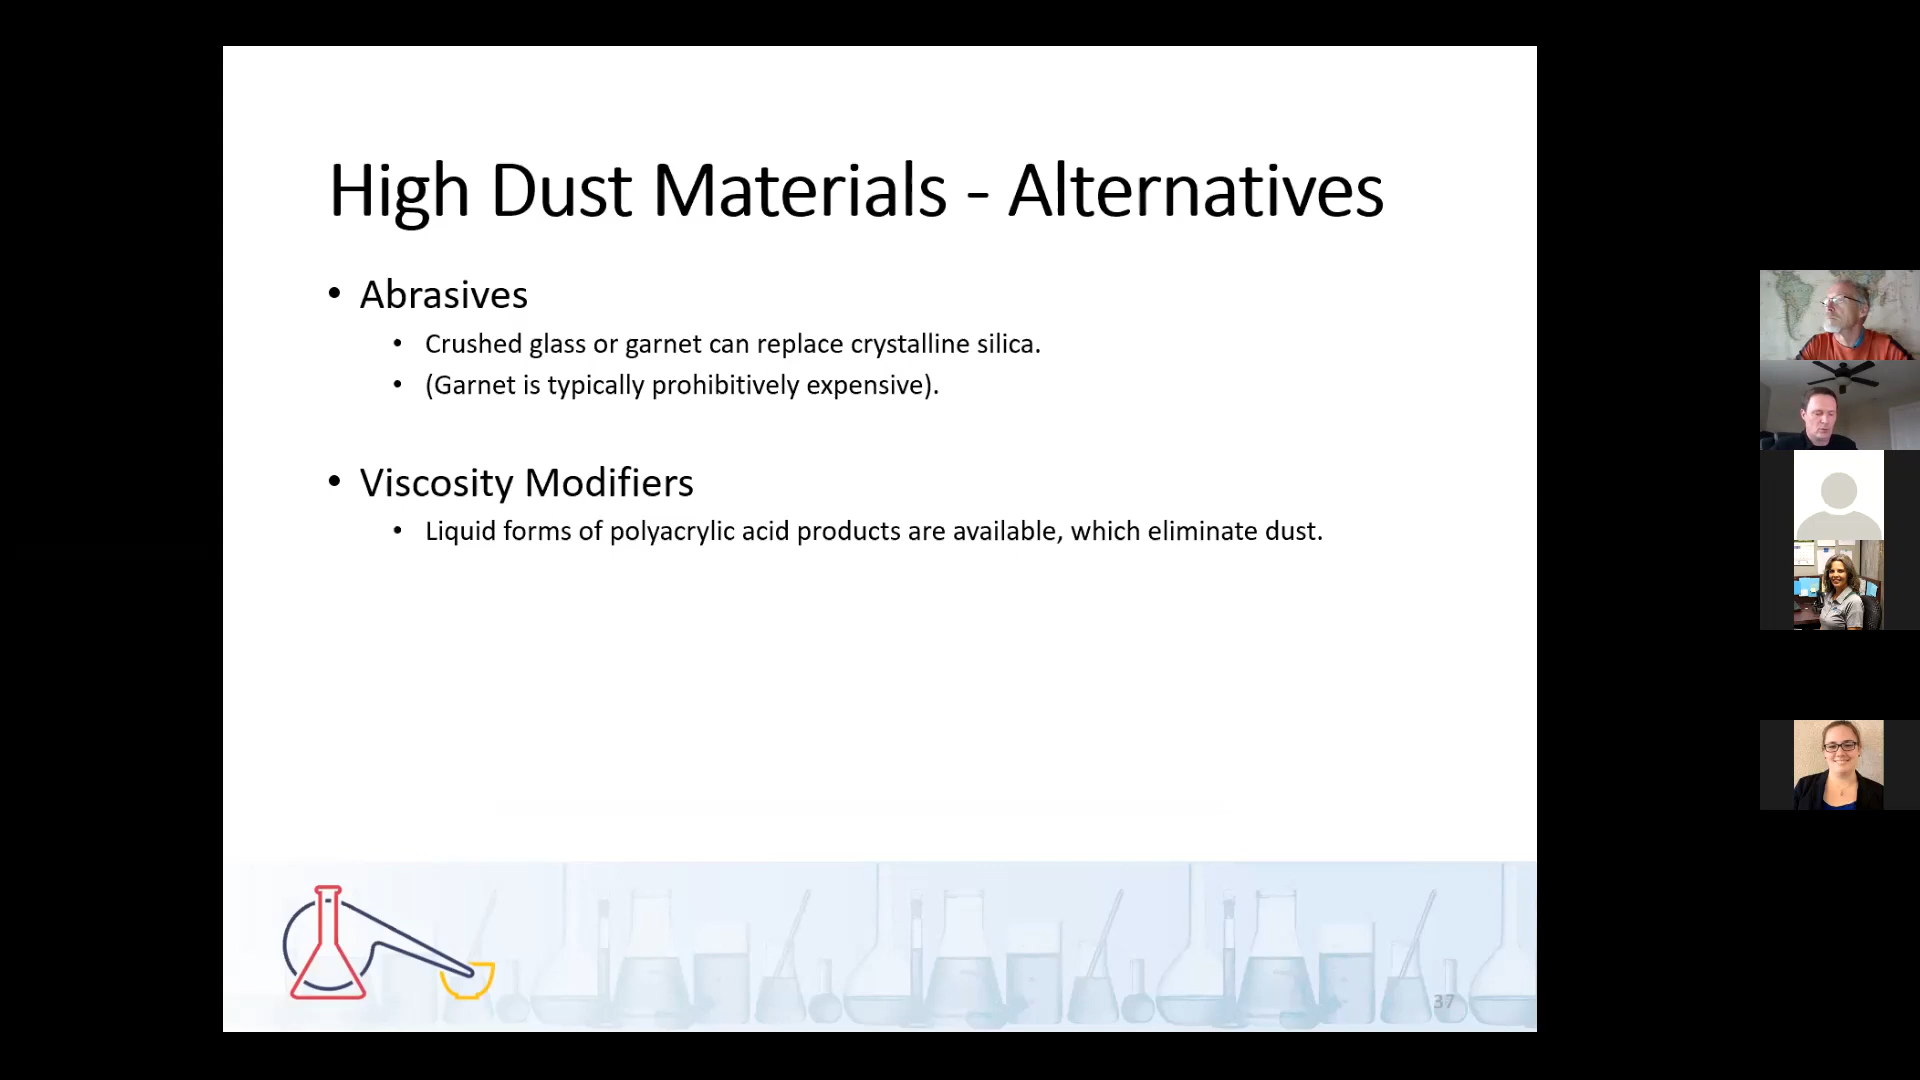 High Dust Materials - Alternatives
• Abrasives
• Crushed glass or garnet can replace crystalline silica.
• (Garnet is typically prohibitively expensive).
• Viscosity Modifiers
• Liquid forms of polyacrylic acid products are available, which eliminate dust.
37